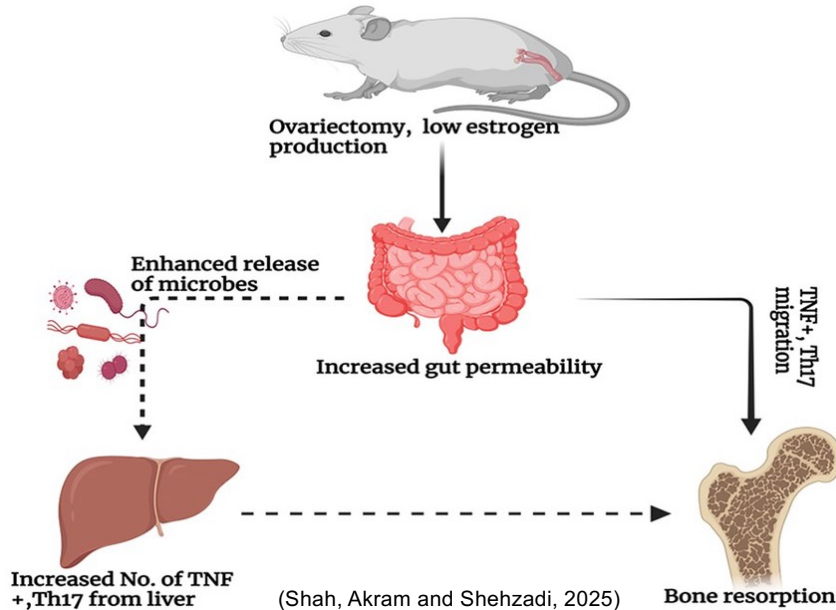 Ovariectomy, low estrogen
production
Enhanced release
of microbes
TNF+, Th17
migration
Increased gut permeability
Increased No. of TNF
+,Th17 from liver
(Shah, Akram and Shehzadi, 2025)
Bone resorption